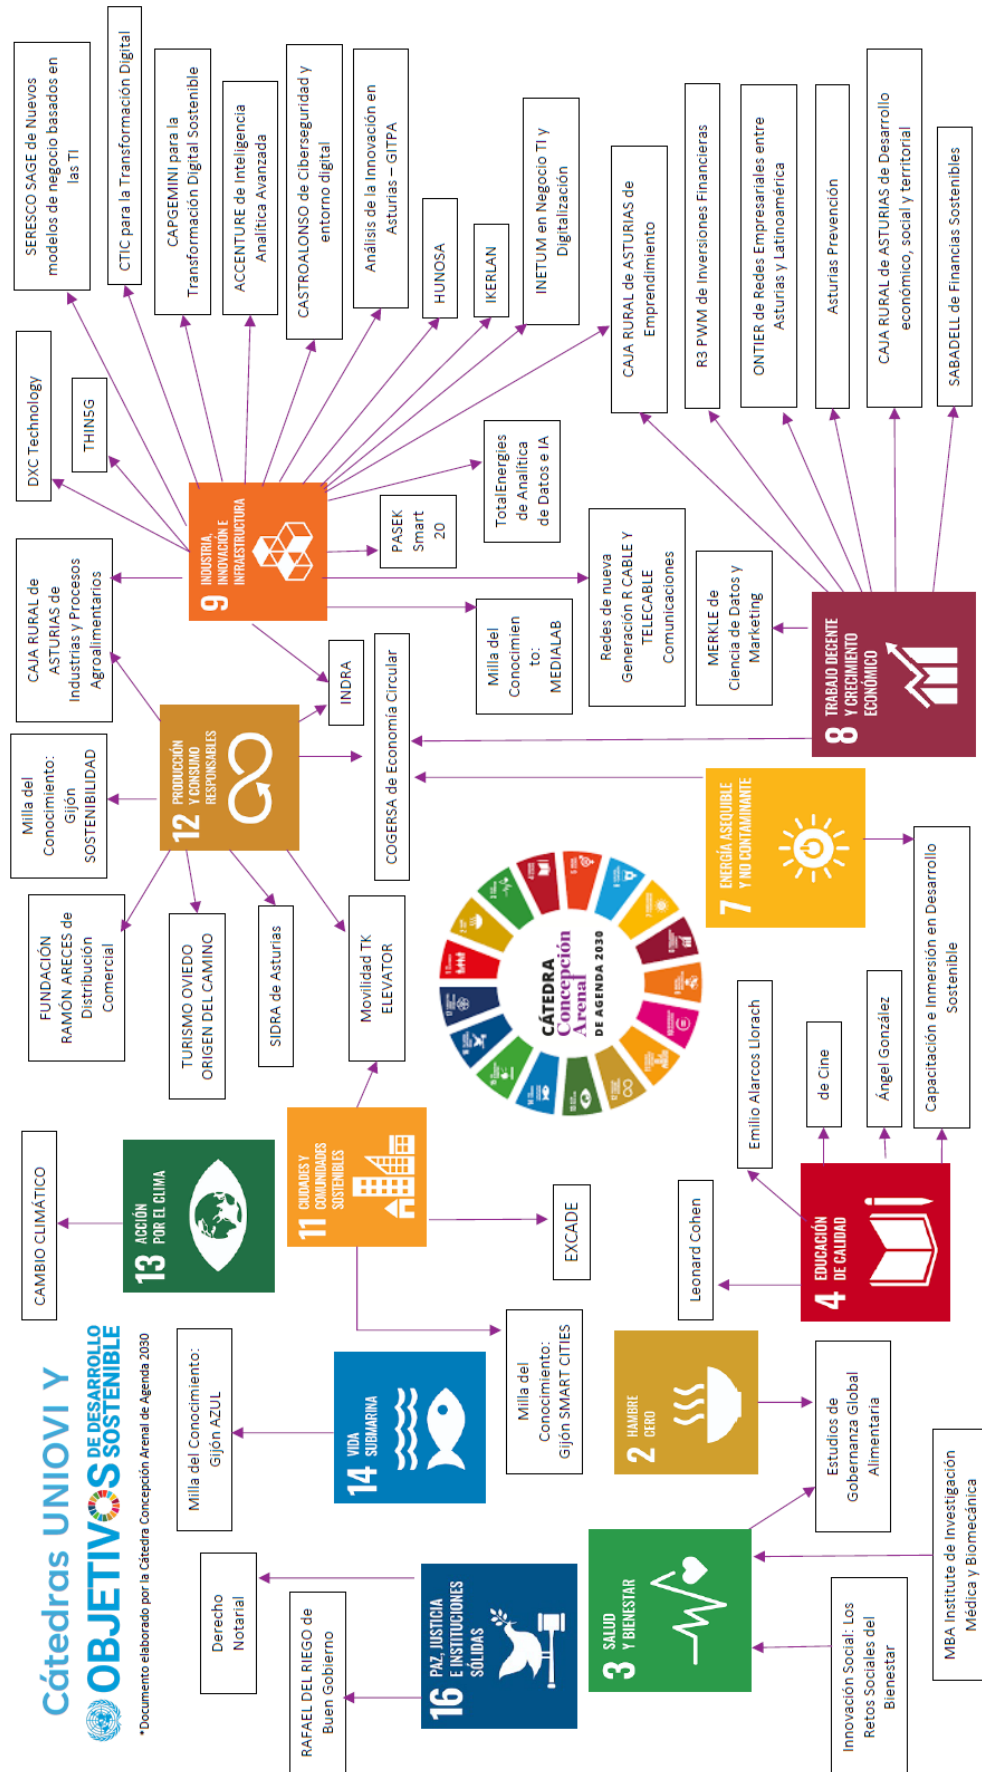 Cátedras UNIOVI Y
OBJETIVOS
DE DESARROLLO
SOSTENIBLE
*Documento elaborado por la Cátedra Concepción Arenal de Agenda 2030
CAMBIO CLIMÁTICO
13 ACCIÓN
POR EL CLIMA
Milla del Conocimiento:
Gijón AZUL
14 VIDA
SUBMARINA
Derecho
Notarial
RAFAEL DEL RIEGO de
Buen Gobierno
16 PAZ, JUSTICIA
E INSTITUCIONES
SÓLIDAS
3 SALUD
Y BIENESTAR
Innovación Social: Los
Retos Sociales del
Bienestar
MBA Institute de Investigación
Médica y Biomecánica
Estudios de
Gobernanza Global
Alimentaria
2 HAMBRE
CERO
Milla del
Conocimiento:
Gijón SMART CITIES
11 CIUDADES Y
COMUNIDADES
SOSTENIBLES
EXCADE
Movilidad TK
ELEVATOR
SIDRA de Asturias
TURISMO OVIEDO
ORIGEN DEL CAMINO
FUNDACIÓN
RAMÓN ARECES de
Distribución
Comercial
Milla del
Conocimiento:
Gijón
SOSTENIBILIDAD
12 PRODUCCIÓN
Y CONSUMO
RESPONSABLES
CAJA RURAL de
ASTURIAS de
Industrias y Procesos
Agroalimentarios
INDRA
COGERSA de Economía Circular
CÁTEDRA
Concepción
Arenal
DE AGENDA 2030
4 EDUCACIÓN
DE CALIDAD
Leonard Cohen
Emilio Alarcos Llorach
de Cine
Ángel González
Capacitación e Inmersión en Desarrollo
Sostenible
7 ENERGÍA ASEQUIBLE
Y NO CONTAMINANTE
8 TRABAJO DECENTE
Y CRECIMIENTO
ECONÓMICO
MERKLE de
Ciencia de Datos y
Marketing
CAJA RURAL de ASTURIAS de
Emprendimiento
R3 PWM de Inversiones Financieras
ONTIER de Redes Empresariales entre
Asturias y Latinoamérica
Asturias Prevención
CAJA RURAL de ASTURIAS de Desarrollo
económico, social y territorial
SABADELL de Financias Sostenibles
9 INDUSTRIA,
INNOVACIÓN E
INFRAESTRUCTURA
DXC Technology
THIN5G
SERESCO SAGE de Nuevos
modelos de negocio basados en
las TI
CTIC para la Transformación Digital
CAPGEMINI para la
Transformación Digital Sostenible
ACCENTURE de Inteligencia
Analítica Avanzada
CASTROALONSO de Ciberseguridad y
entorno digital
Análisis de la Innovación en
Asturias – GITPA
HUNOSA
IKERLAN
INETUM en Negocio TI y
Digitalización
TotalEnergies
de Analítica
de Datos e IA
PASEK
Smart
20
Milla del
Conocimien
to:
MEDIALAB
Redes de nueva
Generación R CABLE Y
TELECABLE
Comunicaciones